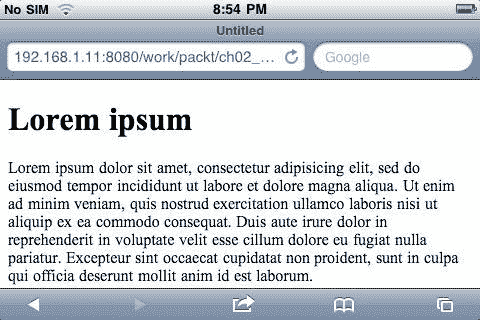 No SIM 8:54 PM
Untitled
192.168.1.11:8080/work/packt/ch02_... Google
Lorem ipsum
Lorem ipsum dolor sit amet, consectetur adipisicing elit, sed do
eiusmod tempor incididunt ut labore et dolore magna aliqua. Ut enim
ad minim veniam, quis nostrud exercitation ullamco laboris nisi ut
aliquip ex ea commodo consequat. Duis aute irure dolor in
reprehenderit in voluptate velit esse cillum dolore eu fugiat nulla
pariatur. Excepteur sint occaecat cupidatat non proident, sunt in culpa
qui officia deserunt mollit anim id est laborum.